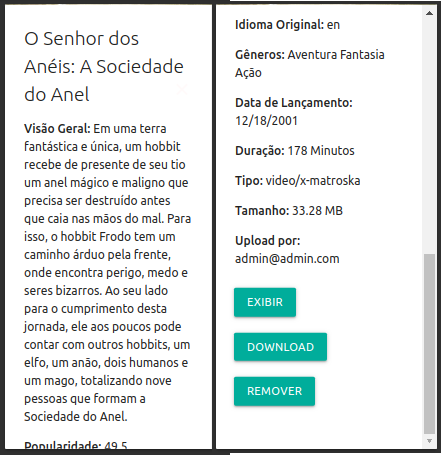 O Senhor dos
Anéis: A Sociedade
do Anel
Visão Geral: Em uma terra
fantástica e única, um hobbit
recebe de presente de seu tio
um anel mágico e maligno que
precisa ser destruído antes
que caia nas mãos do mal. Para
isso, o hobbit Frodo tem um
caminho árduo pela frente,
onde encontra perigo, medo e
seres bizarros. Ao seu lado
para o cumprimento desta
jornada, ele aos poucos pode
contar com outros hobbits, um
elfo, um anão, dois humanos e
um mago, totalizando nove
pessoas que formam a
Sociedade do Anel.
Popularidade: 49.5
Idioma Original: en
Gêneros: Aventura Fantasia
Ação
Data de Lançamento:
12/18/2001
Duração: 178 Minutos
Tipo: video/x-matroska
Tamanho: 33.28 MB
Upload por:
admin@admin.com
EXIBIR
DOWNLOAD
REMOVER